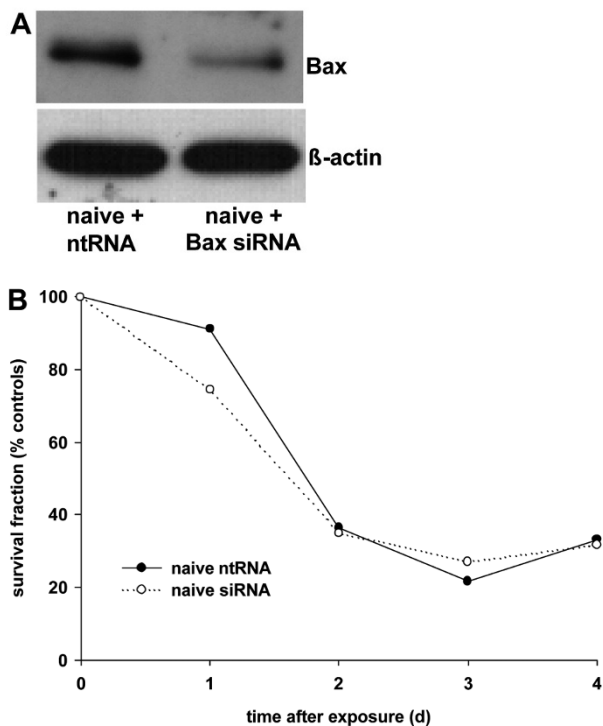 A
Bax
ß-actin
naive +
ntRNA
naive +
Bax siRNA
B
survival fraction (% controls)
100
80
60
40
20
0
naive ntRNA
naive siRNA
0 1 2 3 4
time after exposure (d)